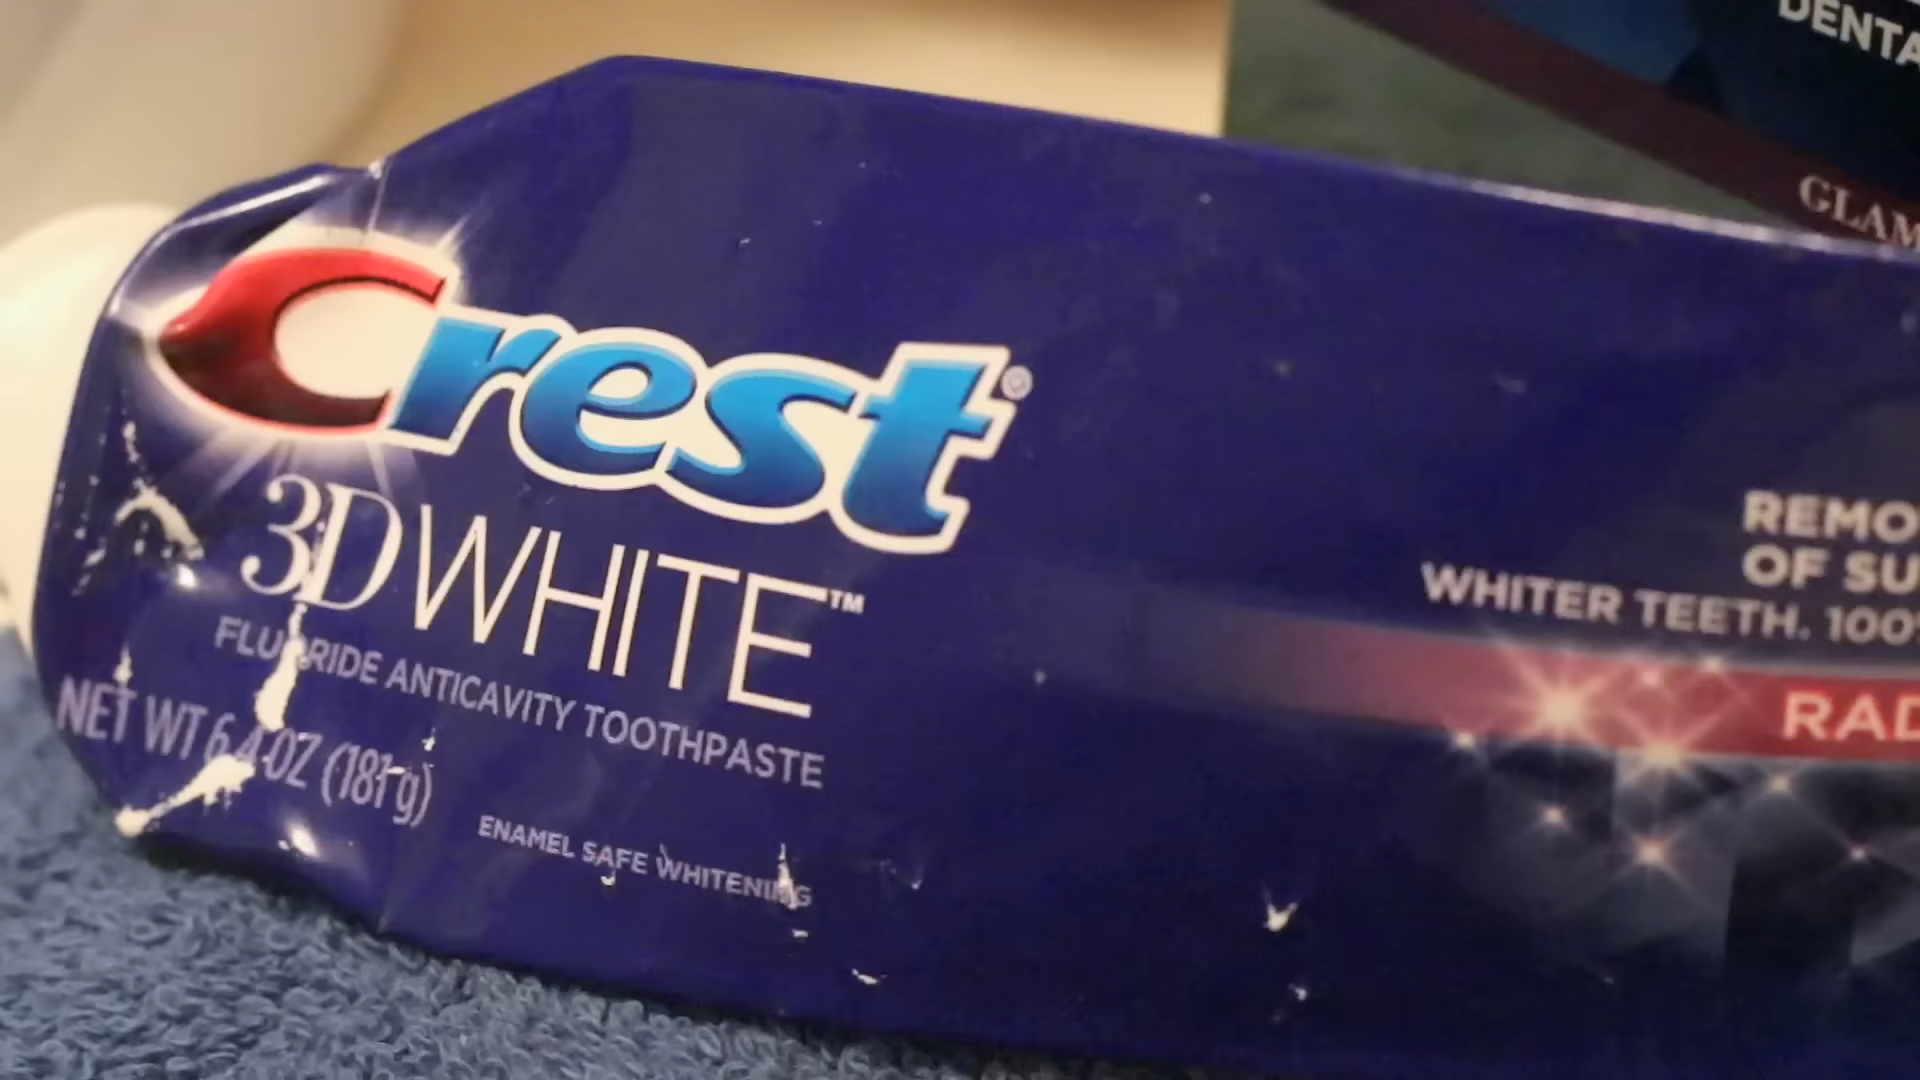 DENTA
GLAM
Crest®
3D WHITE™
FLUORIDE ANTICAVITY TOOTHPASTE
NET WT 6.4 OZ (181 g)
ENAMEL SAFE WHITENING
REMO
OF SU
WHITER TEETH. 100
RAD